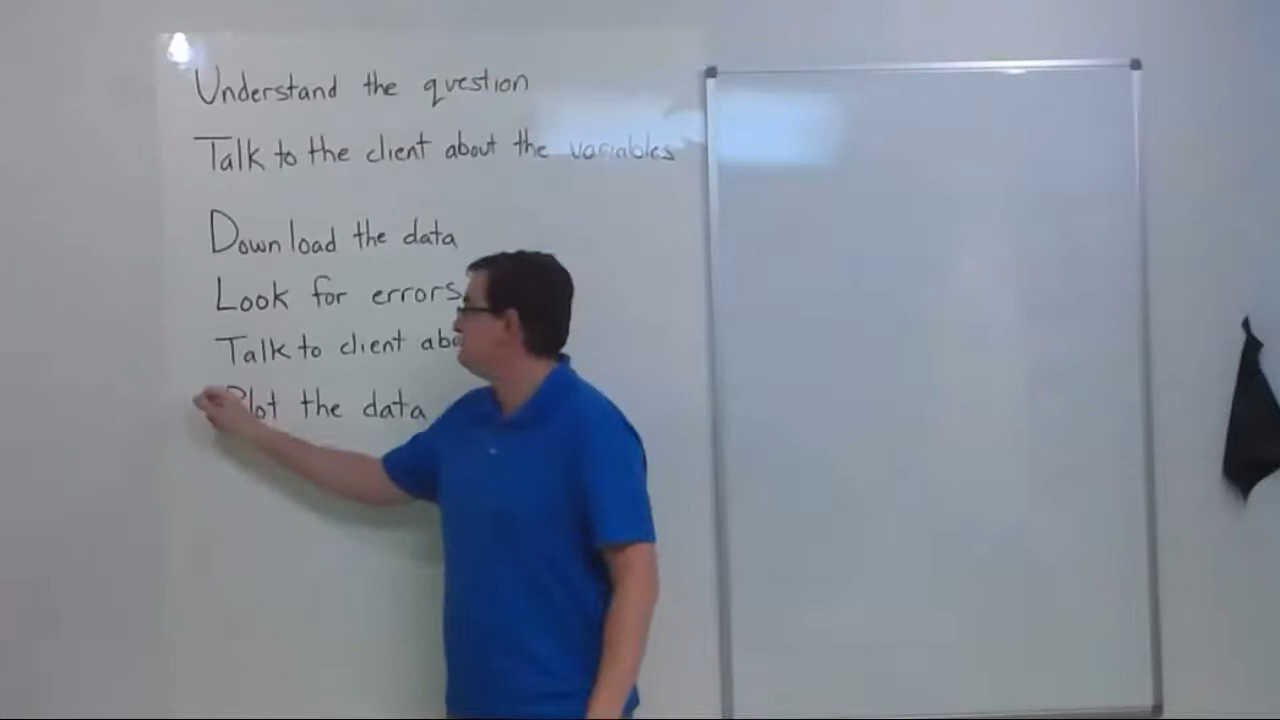 Understand the question
Talk to the client about the variables
Download the data
Look for errors
Talk to client
Plot the data